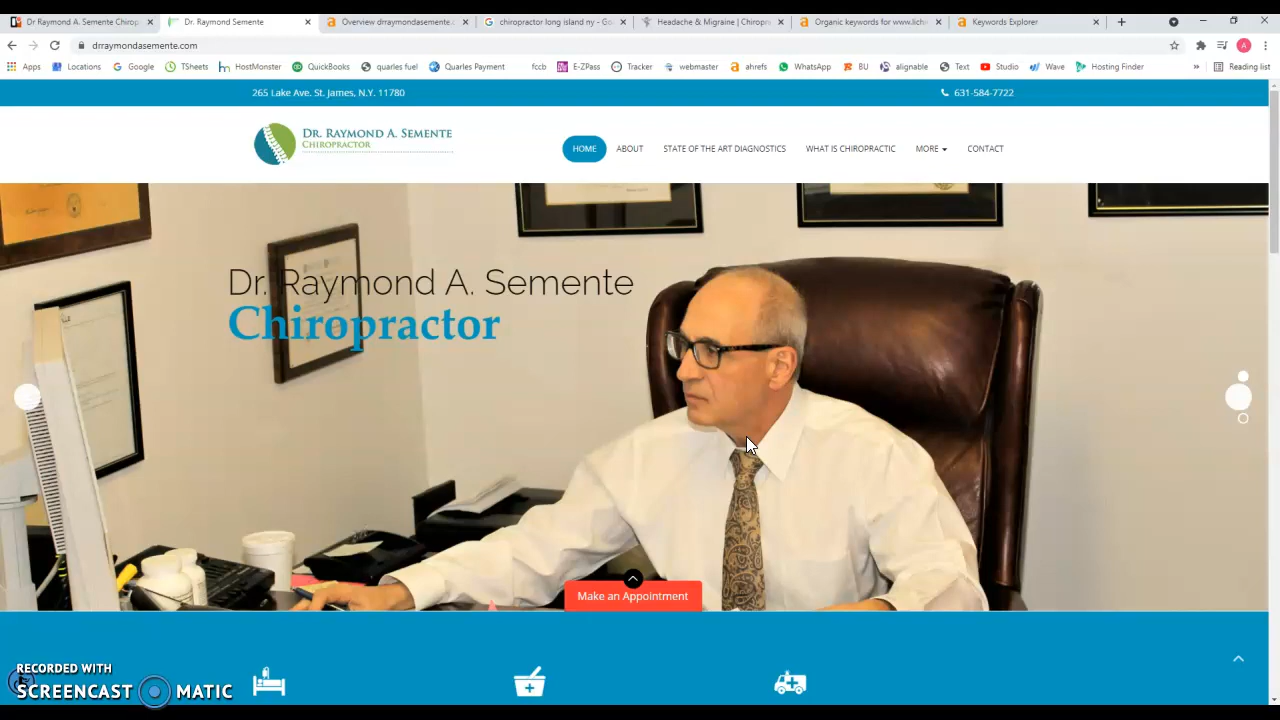 Dr Raymond A. Semente Chirop
Dr. Raymond Semente
Overview drraymondasemente.c
chiropractor long island ny - Go
Headache & Migraine | Chiropra
Organic keywords for www.lichi
Keywords Explorer
drraymondasemente.com
A
Apps
Locations
Google
TSheets
HostMonster
QuickBooks
quarles fuel
Quarles Payment
fccb
E-ZPass
Tracker
webmaster
ahrefs
WhatsApp
BU
alignable
Text
Studio
Wave
Hosting Finder
»
Reading list
265 Lake Ave. St. James, N.Y. 11780
631-584-7722
DR. RAYMOND A. SEMENTE
CHIROPRACTOR
HOME
ABOUT
STATE OF THE ART DIAGNOSTICS
WHAT IS CHIROPRACTIC
MORE
CONTACT
Dr. Raymond A. Semente
Chiropractor
Make an Appointment
RECORDED WITH
SCREENCAST MATIC